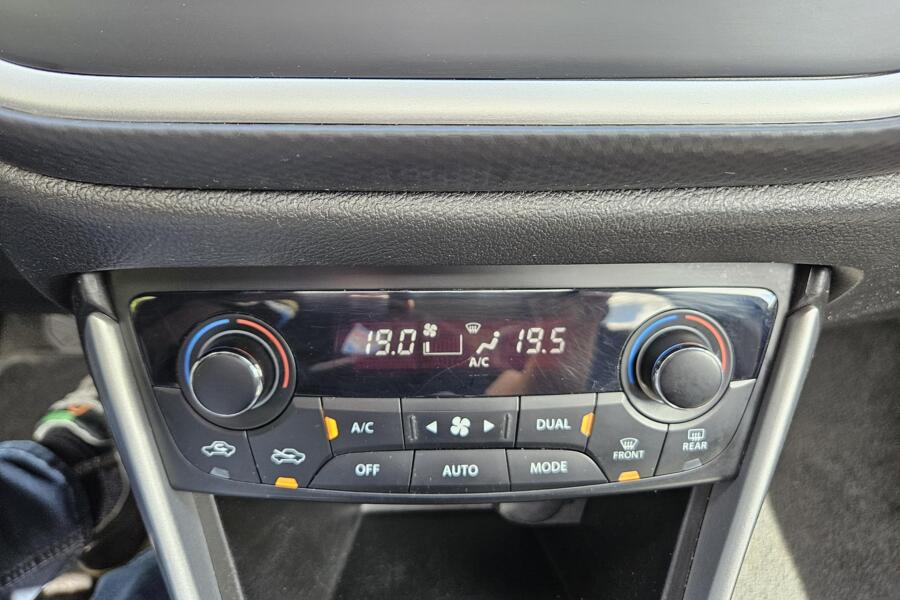 19.0 19.5
A/C
A/C DUAL
FRONT REAR
OFF AUTO MODE